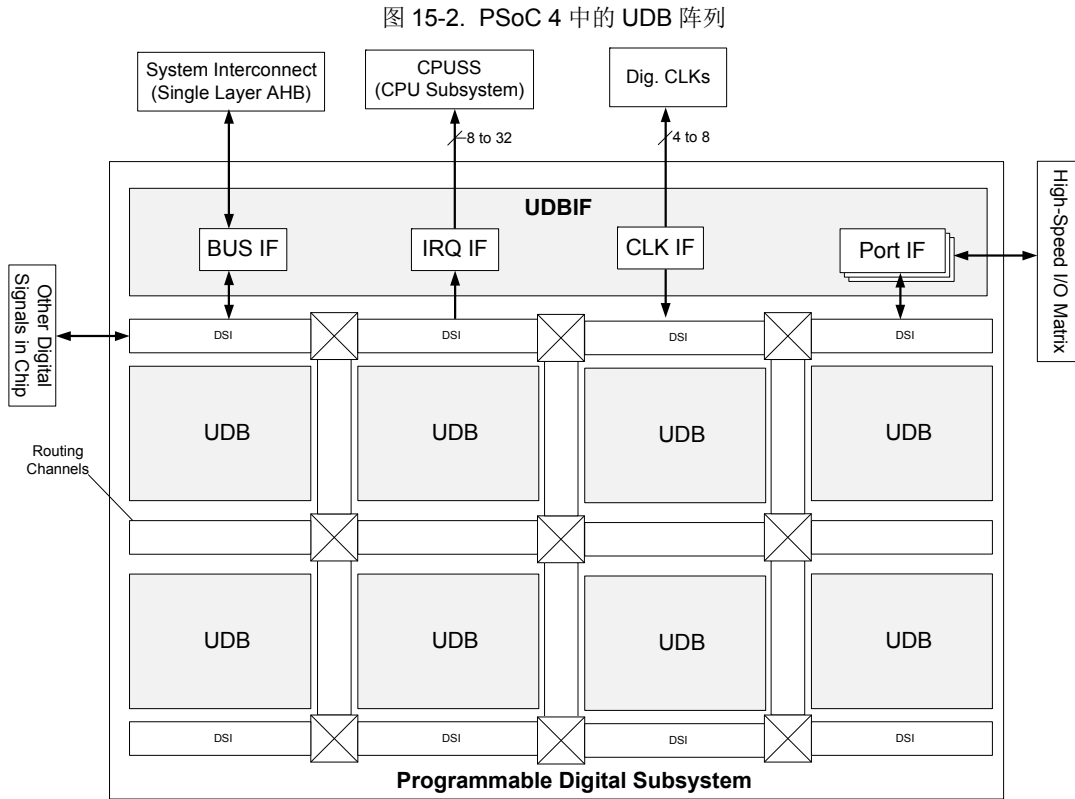 图 15-2. PSoC 4 中的 UDB 阵列
System Interconnect
(Single Layer AHB)
CPUSS
(CPU Subsystem)
Dig. CLKs
8 to 32
4 to 8
High-Speed I/O Matrix
UDBIF
BUS IF
IRQ IF
CLK IF
Port IF
Other Digital
Signals in Chip
DSI
DSI
DSI
DSI
UDB
UDB
UDB
UDB
Routing
Channels
UDB
UDB
UDB
UDB
DSI
DSI
DSI
DSI
Programmable Digital Subsystem